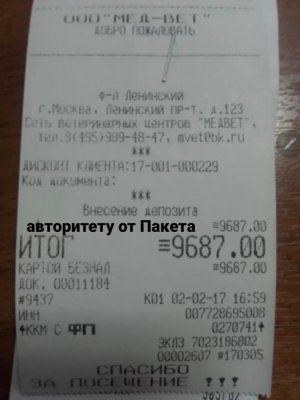 ООО"МЕД-ВЕТ"
ДОБРО ПОЖАЛОВАТЬ
Ф-л Ленинский
г.Москва, Ленинский пр-т, д.123
Сеть ветеринарных центров "МЕДВЕТ",
тел.8(495)989-48-47, mvet@bk.ru
***
ДИСКОНТ КЛИЕНТА:17-001-000229
Код документа:
***
Внесение депозита
авторитету от Пакета
≡9687.00
ИТОГ ≡9687.00
КАРТОЙ БЕЗНАЛ ≡9687.00
ДОК. 00011184
#9437 К01 02-02-17 16:59
ИНН 007728695008
ККМ С ФП 0270741
ЭКЛЗ 7023186802
00002607 #170305
СПАСИБО
ЗА ПОСЕЩЕНИЕ !!!